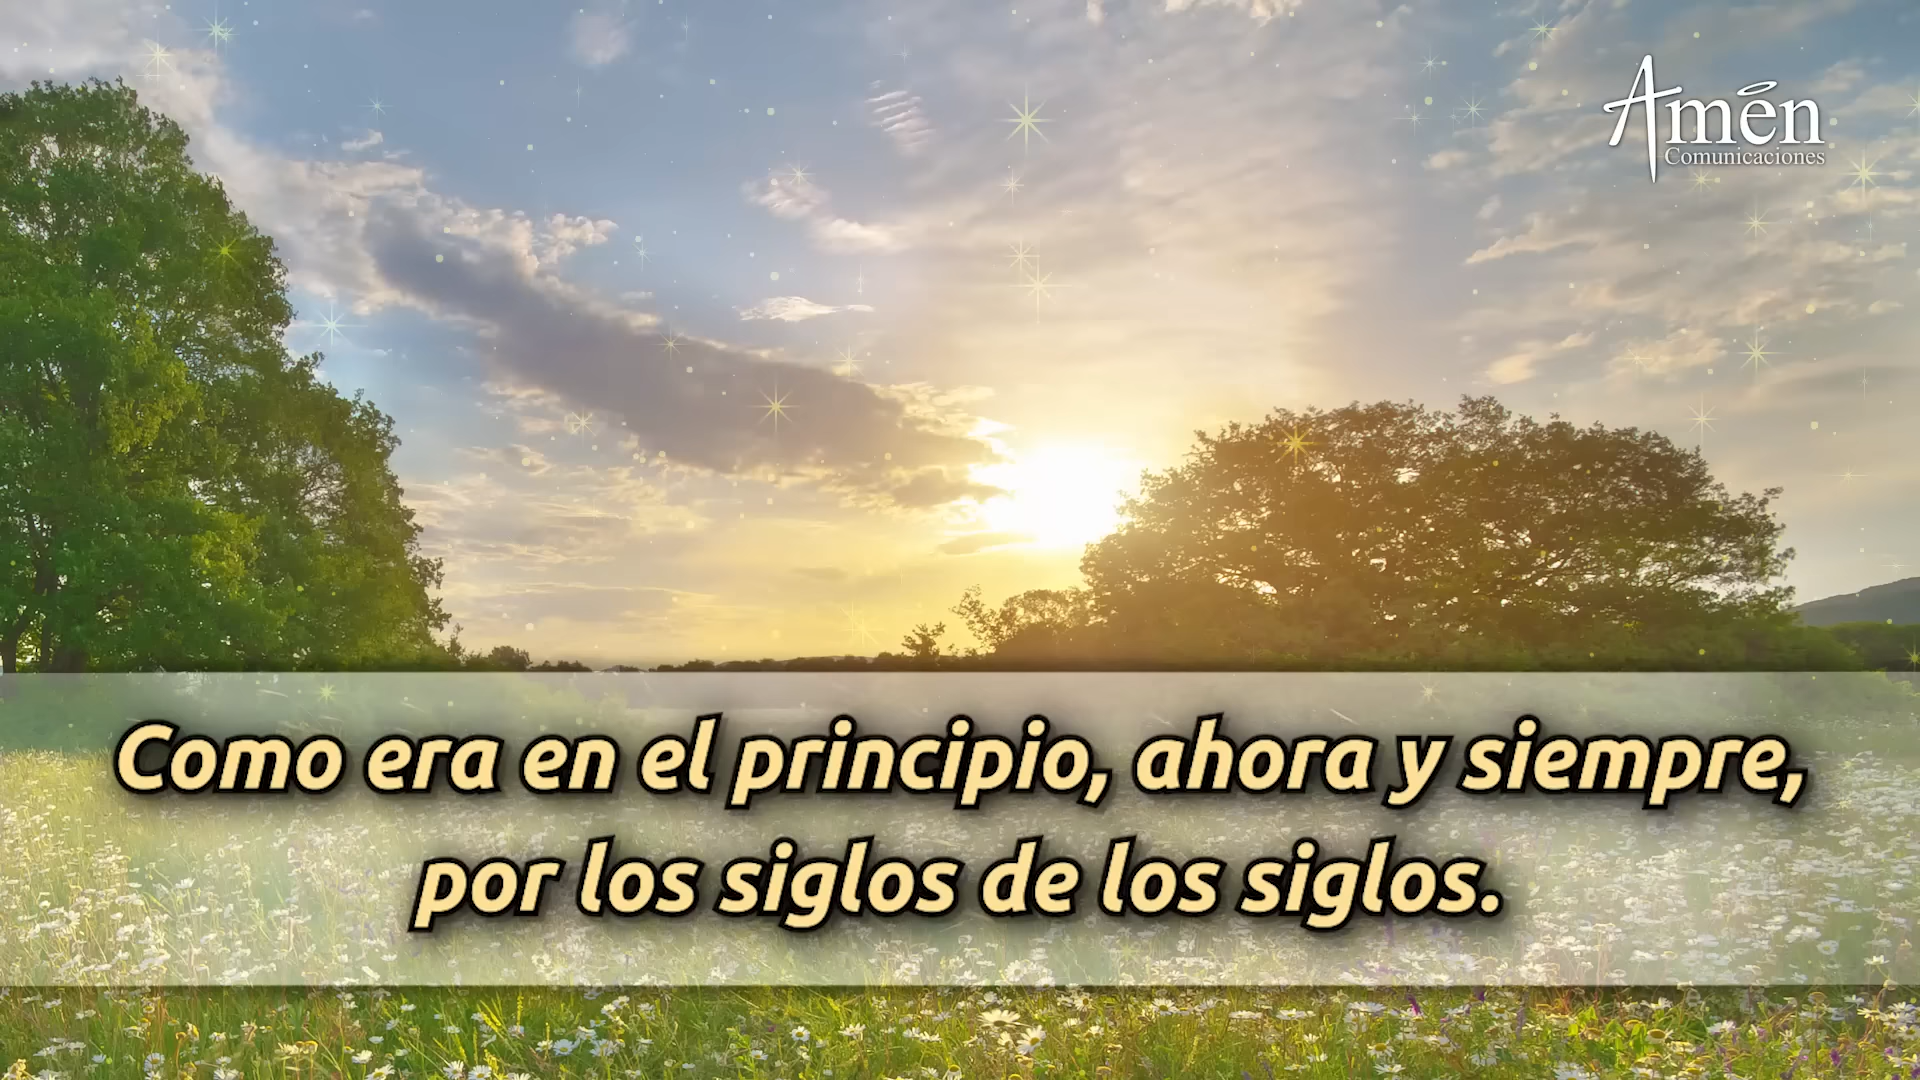 Amén
Comunicaciones
Como era en el principio, ahora y siempre,
por los siglos de los siglos.